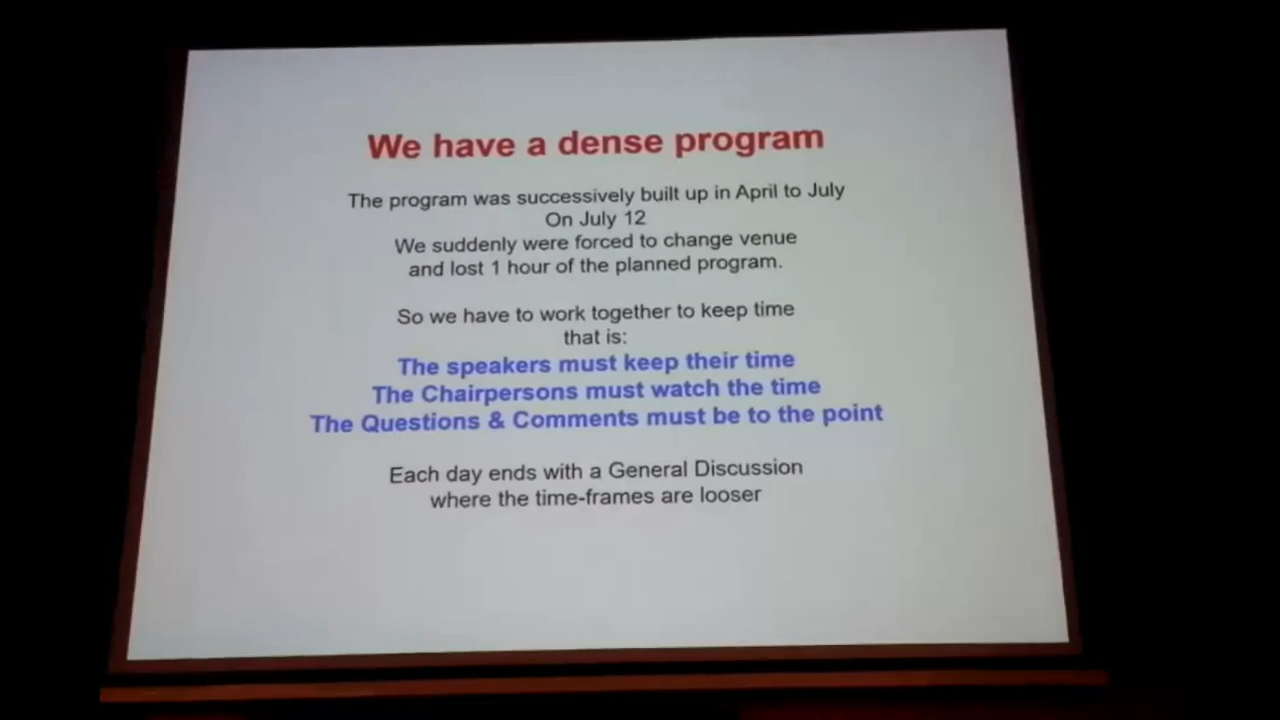 We have a dense program
The program was successively built up in April to July
On July 12
We suddenly were forced to change venue
and lost 1 hour of the planned program.
So we have to work together to keep time
that is:
The speakers must keep their time
The Chairpersons must watch the time
The Questions & Comments must be to the point
Each day ends with a General Discussion
where the time-frames are looser